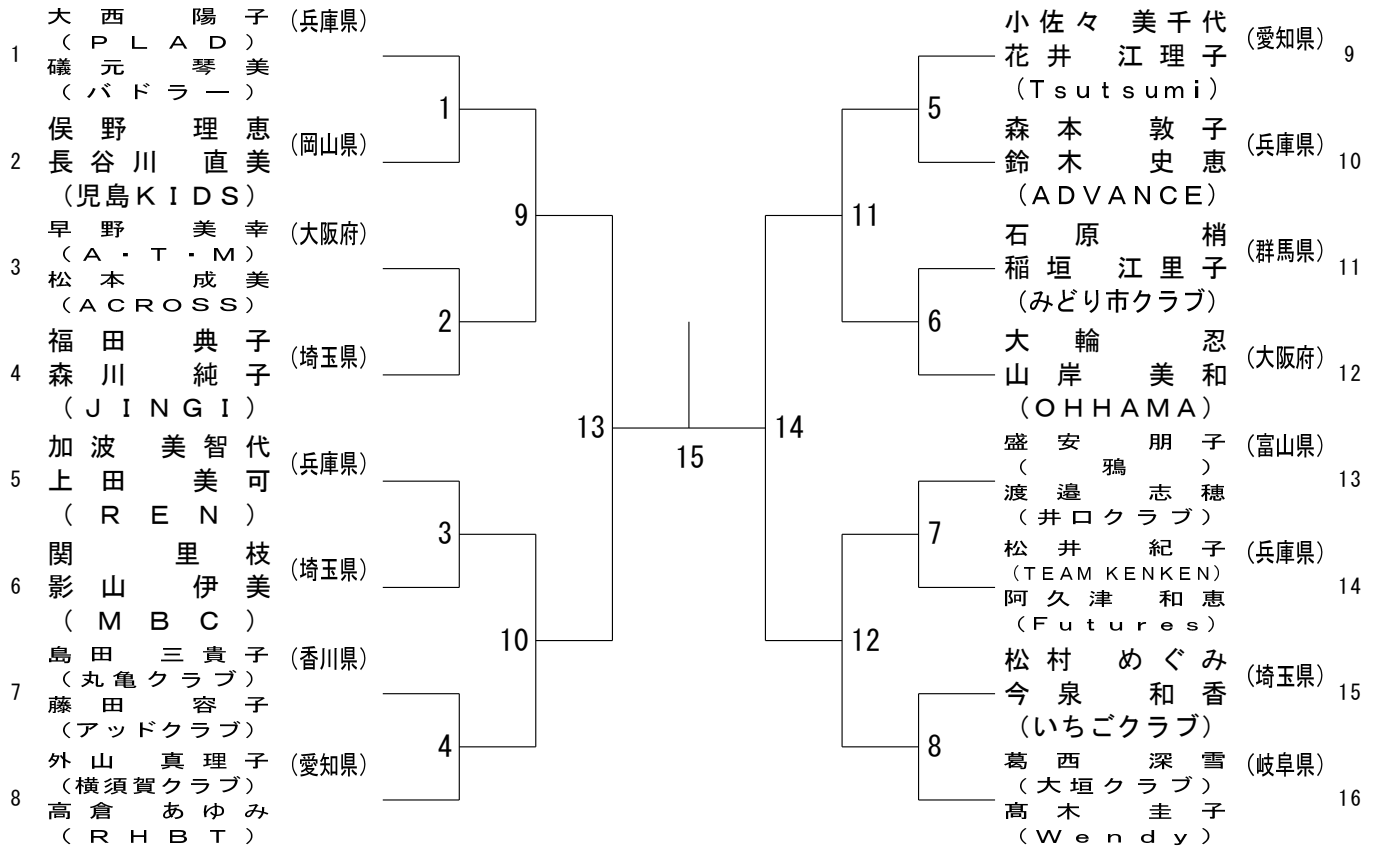 1
大西 陽子 (兵庫県)
(PLAD)
礒元 琴美
(バドラー)
2
俣野 理恵 (岡山県)
長谷川 直美
(児島KIDS)
3
早野 美幸 (大阪府)
(A・T・M)
松本 成美
(ACROSS)
4
福田 典子 (埼玉県)
森川 純子
(JINGI)
5
加波 美智代 (兵庫県)
上田 美可
(REN)
6
関 里枝 (埼玉県)
影山 伊美
(MBC)
7
島田 三貴子 (香川県)
(丸亀クラブ)
藤田 容子
(アッドクラブ)
8
外山 真理子 (愛知県)
(横須賀クラブ)
高倉 あゆみ
(RHBT)
1
2
3
4
9
10
13
15
14
11
12
5
6
7
8
小佐々 美千代 (愛知県)
花井 江理子
(Tsutsumi)
9
森本 敦子 (兵庫県)
鈴木 史恵
(ADVANCE)
10
石原 梢 (群馬県)
稲垣 江里子
(みどり市クラブ)
11
大輪 忍 (大阪府)
山岸 美和
(OHHAMA)
12
盛安 朋子 (富山県)
(鴉)
渡邉 志穂
(井口クラブ)
13
松井 紀子 (兵庫県)
(TEAM KENKEN)
阿久津 和恵
(Futures)
14
松村 めぐみ (埼玉県)
今泉 和香
(いちごクラブ)
15
葛西 深雪 (岐阜県)
(大垣クラブ)
髙木 圭子
(Wendy)
16